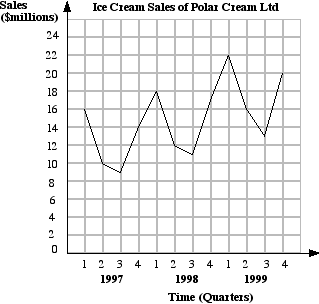 Sales
($millions)
Ice Cream Sales of Polar Cream Ltd
24
22
20
18
16
14
12
10
8
6
4
2
0
1 2 3 4 1 2 3 4 1 2 3 4
1997 1998 1999
Time (Quarters)